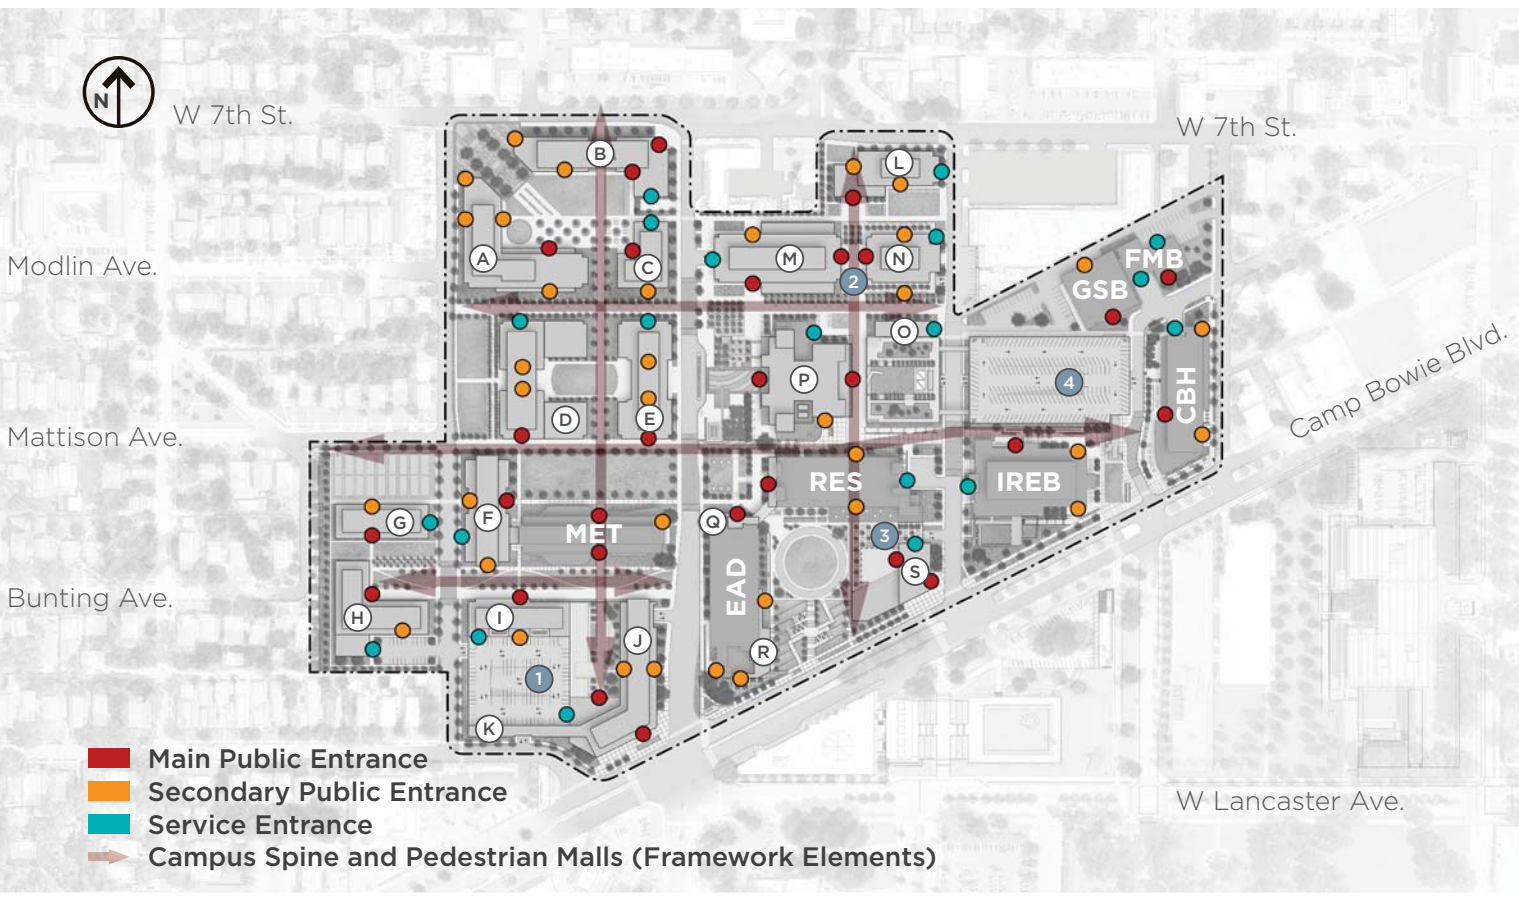 N
W 7th St.
W 7th St.
B
L
A
C
M
N
2
FMB
GSB
Modlin Ave.
O
P
4
D
E
CBH
Camp Bowie Blvd.
Mattison Ave.
RES
IREB
G
F
MET
Q
3
S
EAD
Bunting Ave.
H
I
J
R
1
K
Main Public Entrance
Secondary Public Entrance
Service Entrance
Campus Spine and Pedestrian Malls (Framework Elements)
W Lancaster Ave.